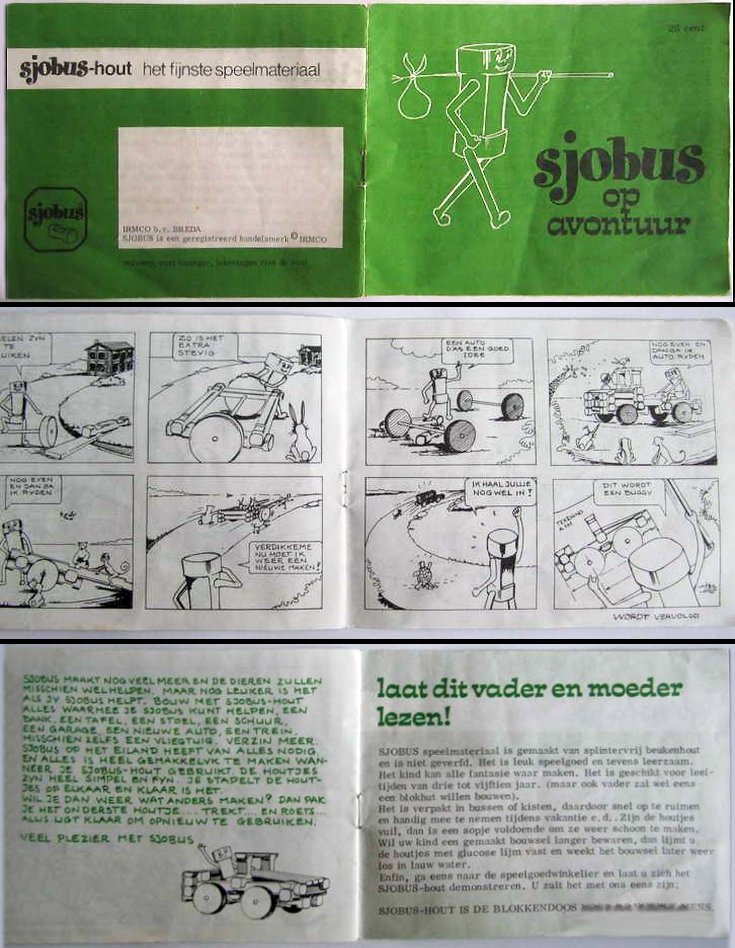 sjobus-hout het fijnste speelmateriaal
sjobus
IRMCO b.v. BREDA
SJOBUS is een geregistreerd handelsmerk © IRMCO
25 cent
sjobus
op
avontuur
ELEN ZYN
TE
UIKEN
ZO IS HET
EXTRA
STEVIG
EEN AUTO
DAS EEN GOED
IDEE
NOG EVEN EN
DAN GA IK
AUTO RYDEN
NOG EVEN
EN DAN GA
IK RYDEN
VERDIKKEME
NU MOET IK
WEER EEN
NIEUWE MAKEN!
IK HAAL JULLIE
NOG WEL IN!
DIT WORDT
EEN BUGGY
WORDT VERVOLGD
SJOBUS MAAKT NOG VEEL MEER EN DE DIEREN ZULLEN
MISSCHIEN WEL HELPEN. MAAR NOG LEUKER IS HET
ALS JY SJOBUS HELPT. BOUW MET SJOBUS-HOUT
ALLES WAARMEE JE SJOBUS KUNT HELPEN, EEN
BANK, EEN TAFEL, EEN STOEL, EEN SCHUUR,
EEN GARAGE, EEN NIEUWE AUTO, EEN TREIN,
MISSCHIEN ZELFS EEN VLIEGTUIG. VERZIN MEER.
SJOBUS OP HET EILAND HEEFT VAN ALLES NODIG,
EN ALLES IS HEEL GEMAKKELYK TE MAKEN WAN-
NEER JE SJOBUS-HOUT GEBRUIKT. DE HOUTJES
ZYN HEEL SIMPEL EN FYN. JE STAPELT DE HOUT-
JES OP ELKAAR EN KLAAR IS HET.
WIL JE DAN WEER WAT ANDERS MAKEN? DAN PAK
JE HET ONDERSTE HOUTJE.... TREKT... EN ROETS...
ALLES LIGT KLAAR OM OPNIEUW TE GEBRUIKEN.
VEEL PLEZIER MET SJOBUS
laat dit vader en moeder
lezen!
SJOBUS speelmateriaal is gemaakt van splintervrij beukenhout
en is niet geverfd. Het is leuk speelgoed en tevens leerzaam.
Het kind kan alle fantasie waar maken. Het is geschikt voor leef-
tijden van drie tot vijftien jaar. (maar ook vader zal wel eens
een blokhut willen bouwen).
Het is verpakt in bussen of kisten, daardoor snel op te ruimen
en handig mee te nemen tijdens vakantie e.d.. Zijn de houtjes
vuil, dan is een sopje voldoende om ze weer schoon te maken.
Wil uw kind een gemaakt bouwsel langer bewaren, dan lijmt u
de houtjes met glucose lijm vast en weekt het bouwsel later weer
los in lauw water.
Enfin, ga eens naar de speelgoedwinkelier en laat u zich het
SJOBUS-hout demonstreren. U zult het met ons eens zijn:
SJOBUS-HOUT IS DE BLOKKENDOOS